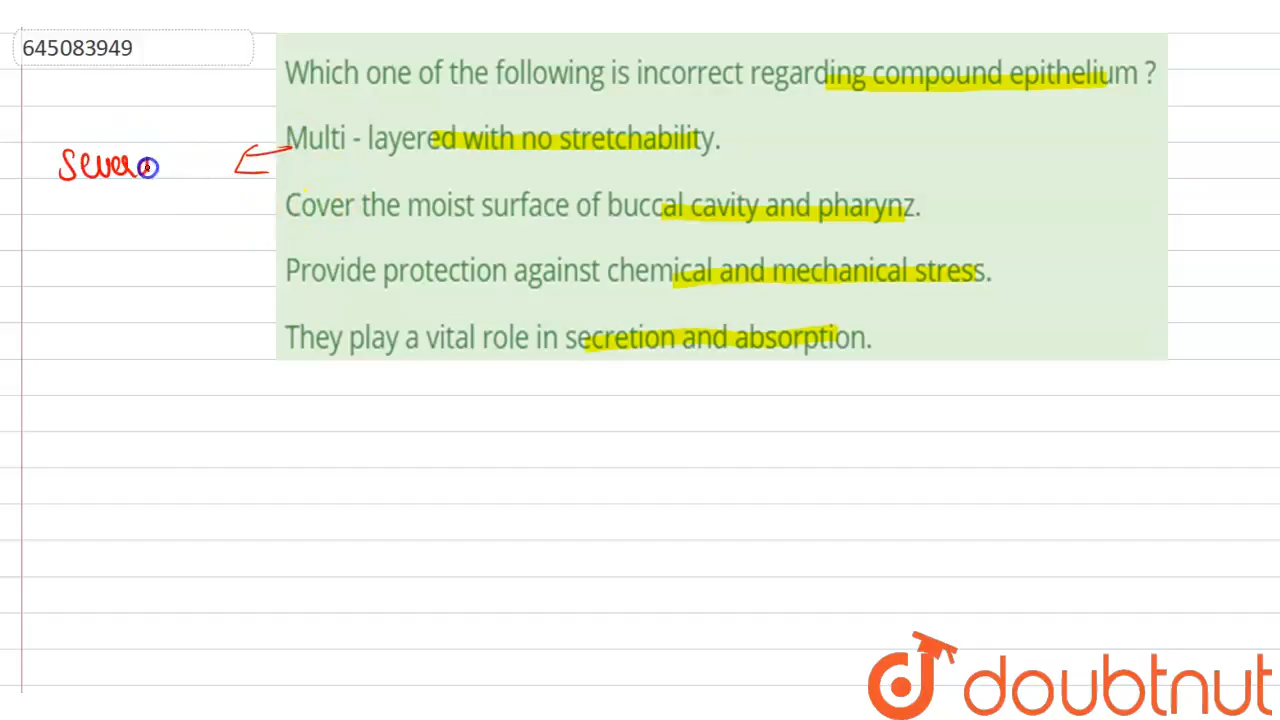 645083949
Which one of the following is incorrect regarding compound epithelium ?
Multi - layered with no stretchability.
Severa
Cover the moist surface of buccal cavity and pharynz.
Provide protection against chemical and mechanical stress.
They play a vital role in secretion and absorption.
doubtnut